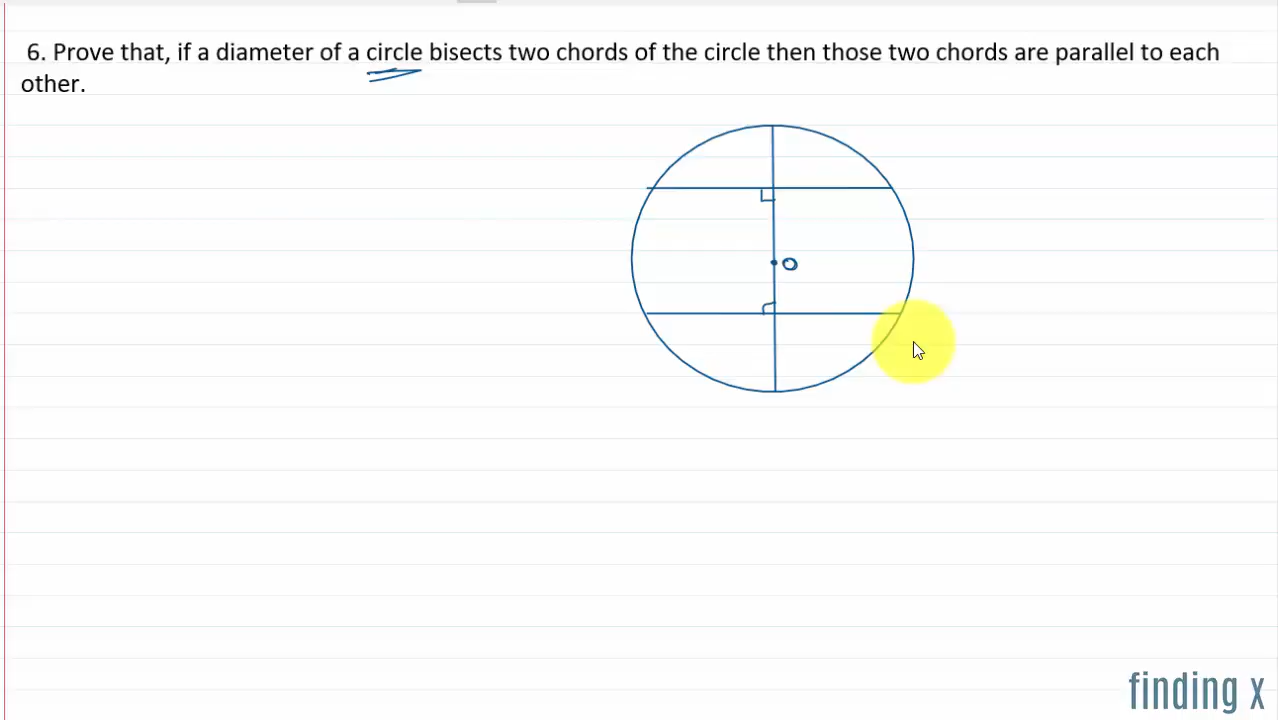 6. Prove that, if a diameter of a circle bisects two chords of the circle then those two chords are parallel to each
other.
O
finding x